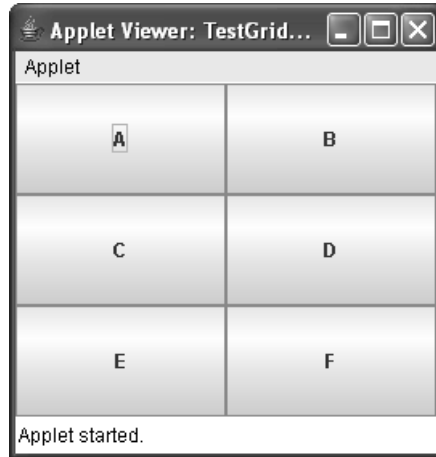 Applet Viewer: TestGrid...
Applet
A B
C D
E F
Applet started.